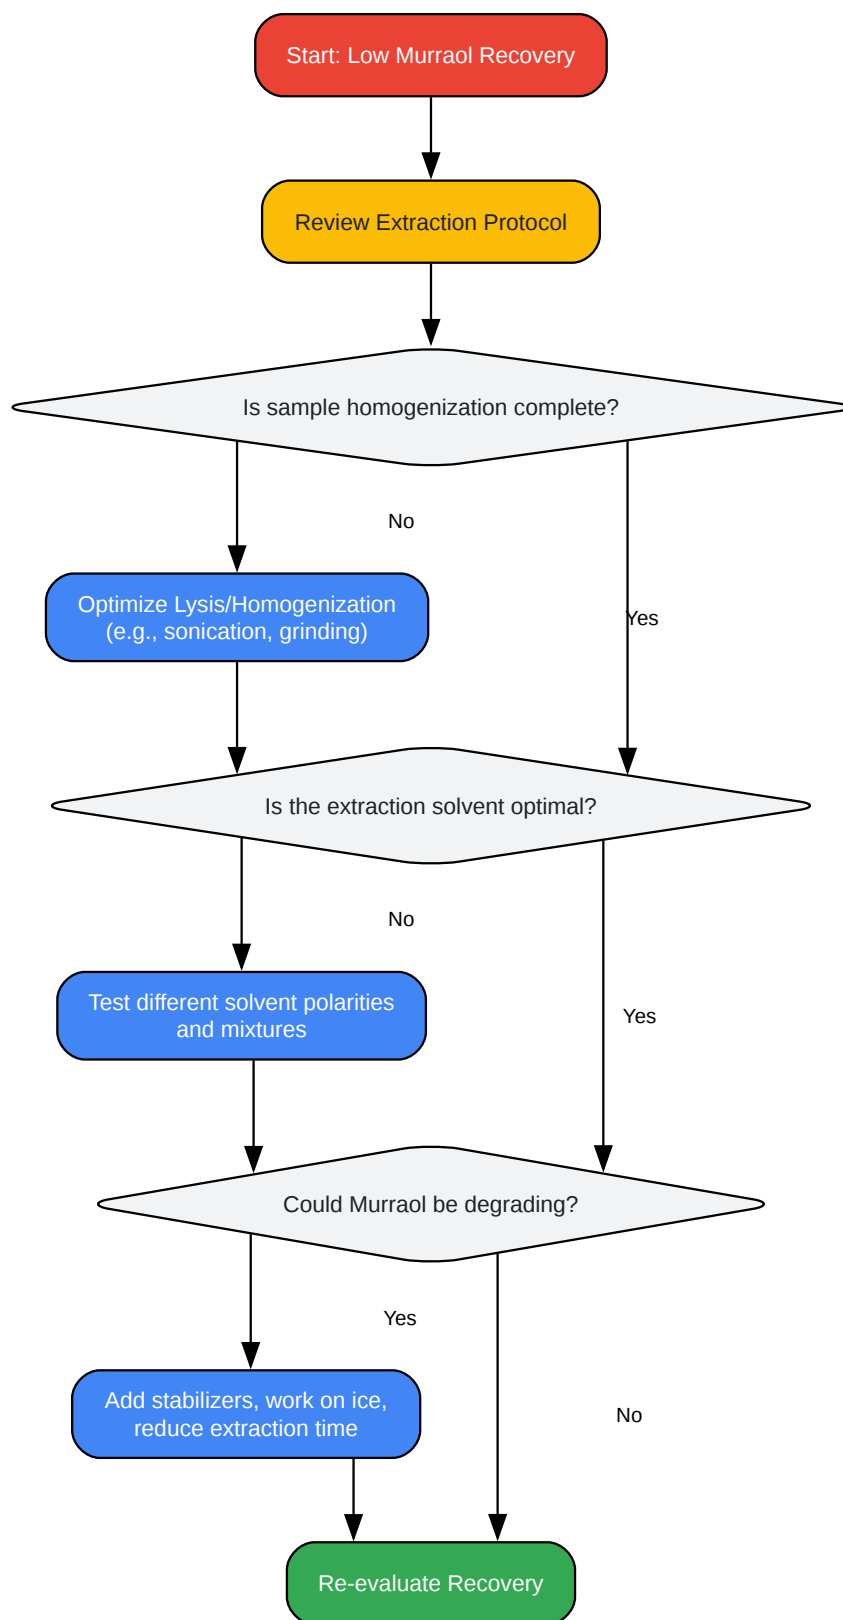 Start: Low Murraol Recovery
Review Extraction Protocol
Is sample homogenization complete?
No
Optimize Lysis/Homogenization
(e.g., sonication, grinding)
Yes
Is the extraction solvent optimal?
No
Test different solvent polarities
and mixtures
Yes
Could Murraol be degrading?
Yes
Add stabilizers, work on ice,
reduce extraction time
No
Re-evaluate Recovery